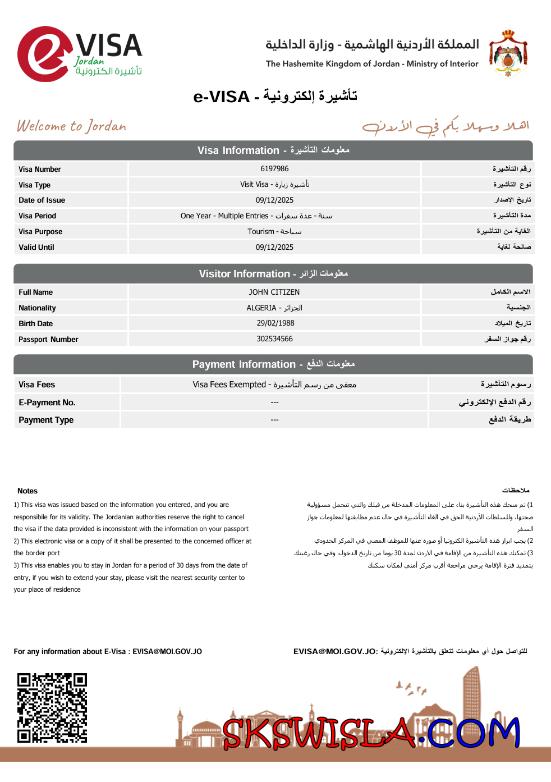 e VISA
Jordan
تأشيرة إلكترونية
المملكة الأردنية الهاشمية - وزارة الداخلية
The Hashemite Kingdom of Jordan - Ministry of Interior
e-VISA - تأشيرة إلكترونية
Welcome to Jordan
اهلا وسهلا بكم في الأردن
Visa Information - معلومات التأشيرة
Visa Number 6197986 رقم التأشيرة
Visa Type Visit Visa - تأشيرة زيارة نوع التأشيرة
Date of Issue 09/12/2025 تاريخ الاصدار
Visa Period One Year - Multiple Entries - سنة - عدة سفرات مدة التأشيرة
Visa Purpose Tourism - سياحة الغاية من التأشيرة
Valid Until 09/12/2025 صالحة لغاية
Visitor Information - معلومات الزائر
Full Name JOHN CITIZEN الاسم الكامل
Nationality ALGERIA - الجزائر الجنسية
Birth Date 29/02/1988 تاريخ الميلاد
Passport Number 302534566 رقم جواز السفر
Payment Information - معلومات الدفع
Visa Fees Visa Fees Exempted - معفى من رسم التأشيرة رسوم التأشيرة
E-Payment No. --- رقم الدفع الإلكتروني
Payment Type --- طريقة الدفع
Notes
1) This visa was issued based on the information you entered, and you are
responsible for its validity. The Jordanian authorities reserve the right to cancel
the visa if the data provided is inconsistent with the information on your passport
2) This electronic visa or a copy of it shall be presented to the concerned officer at
the border port
3) This visa enables you to stay in Jordan for a period of 30 days from the date of
entry, if you wish to extend your stay, please visit the nearest security center to
your place of residence
ملاحظات
1) تم منحك هذه التأشيرة بناء على المعلومات المدخلة من قبلك والتي تتحمل مسؤولية
صحتها، وللسلطات الأردنية الحق في الغاء التأشيرة في حال عدم مطابقتها لمعلومات جواز
السفر
2) يجب ابراز هذه التأشيرة الكترونيا أو صورة عنها للموظف المعني في المركز الحدودي
3) تمكنك هذه التأشيرة من الإقامة في الاردن لمدة 30 يوما من تاريخ الدخول، وفي حال رغبتك
بتمديد فترة الإقامة يرجى مراجعة أقرب مركز أمني لمكان سكنك
For any information about E-Visa : EVISA@MOI.GOV.JO
للتواصل حول أي معلومات تتعلق بالتأشيرة الإلكترونية :EVISA@MOI.GOV.JO
SKSWISLA.COM